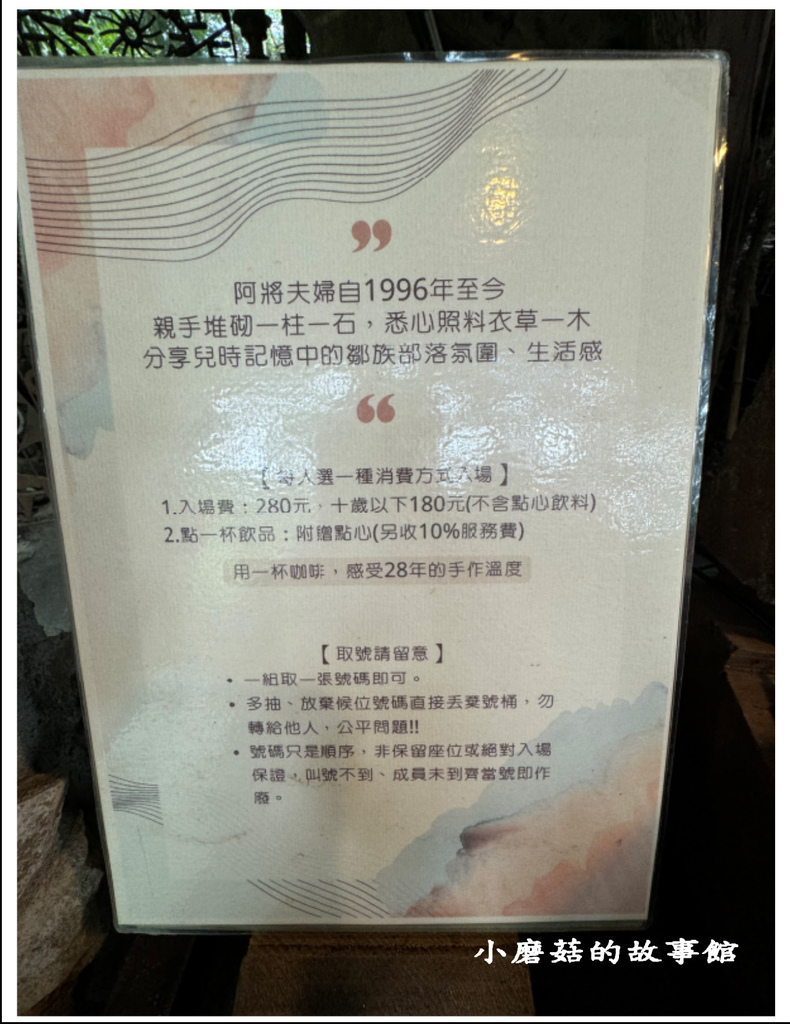 阿將夫婦自1996年至今
親手堆砌一柱一石，悉心照料衣草一木
分享兒時記憶中的鄒族部落氛圍、生活感
【每人選一種消費方式入場】
1.入場費：280元，十歲以下180元(不含點心飲料)
2.點一杯飲品：附贈點心(另收10%服務費)
用一杯咖啡，感受28年的手作溫度
【取號請留意】
• 一組取一張號碼即可。
• 多抽、放棄候位號碼直接丟棄號桶，勿
轉給他人，公平問題!!
• 號碼只是順序，非保留座位或絕對入場
保證，叫號不到、成員未到齊當號即作
廢。
小磨菇的故事館